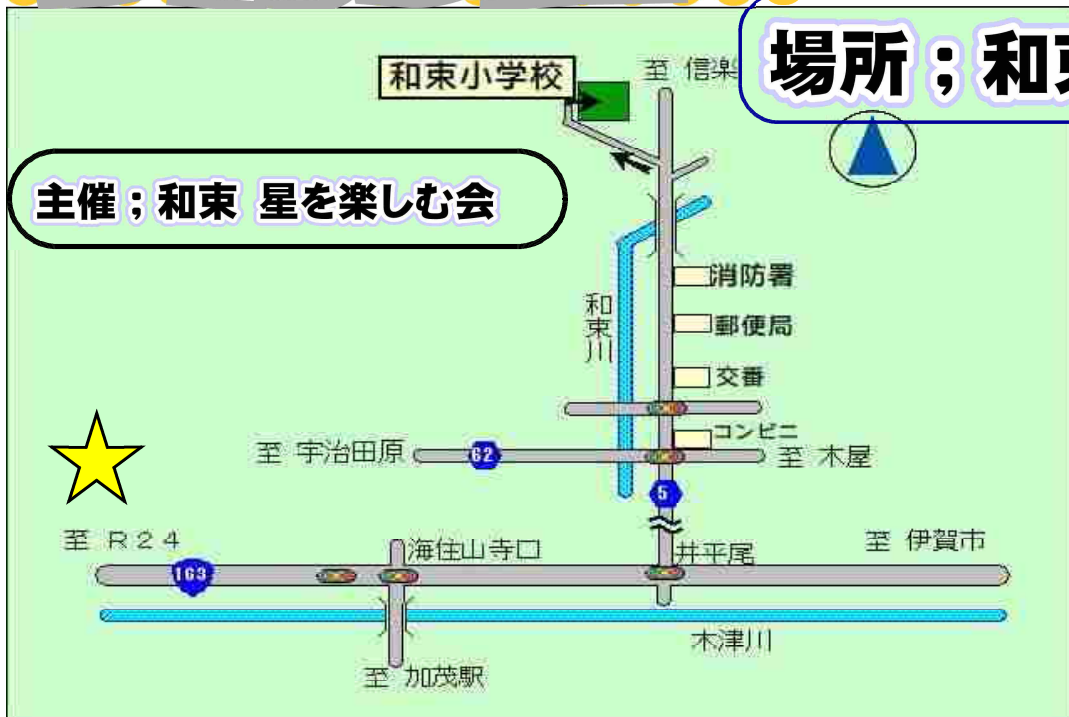 場所；和束
和束小学校
至 信楽
主催；和束 星を楽しむ会
消防署
和束川
郵便局
交番
コンビニ
至 宇治田原
62
至 木屋
5
至 R24
海住山寺口
井平尾
至 伊賀市
163
木津川
至 加茂駅